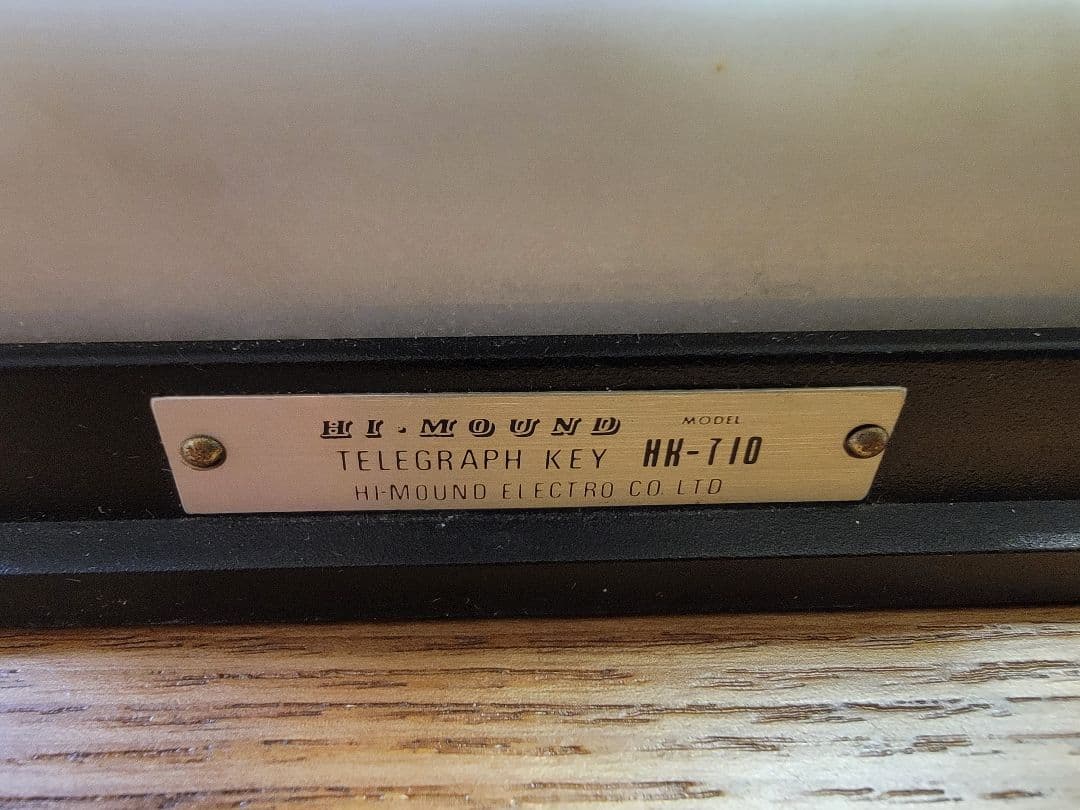 HI-MOUND MODEL
TELEGRAPH KEY HK-710
HI-MOUND ELECTRO CO. LTD